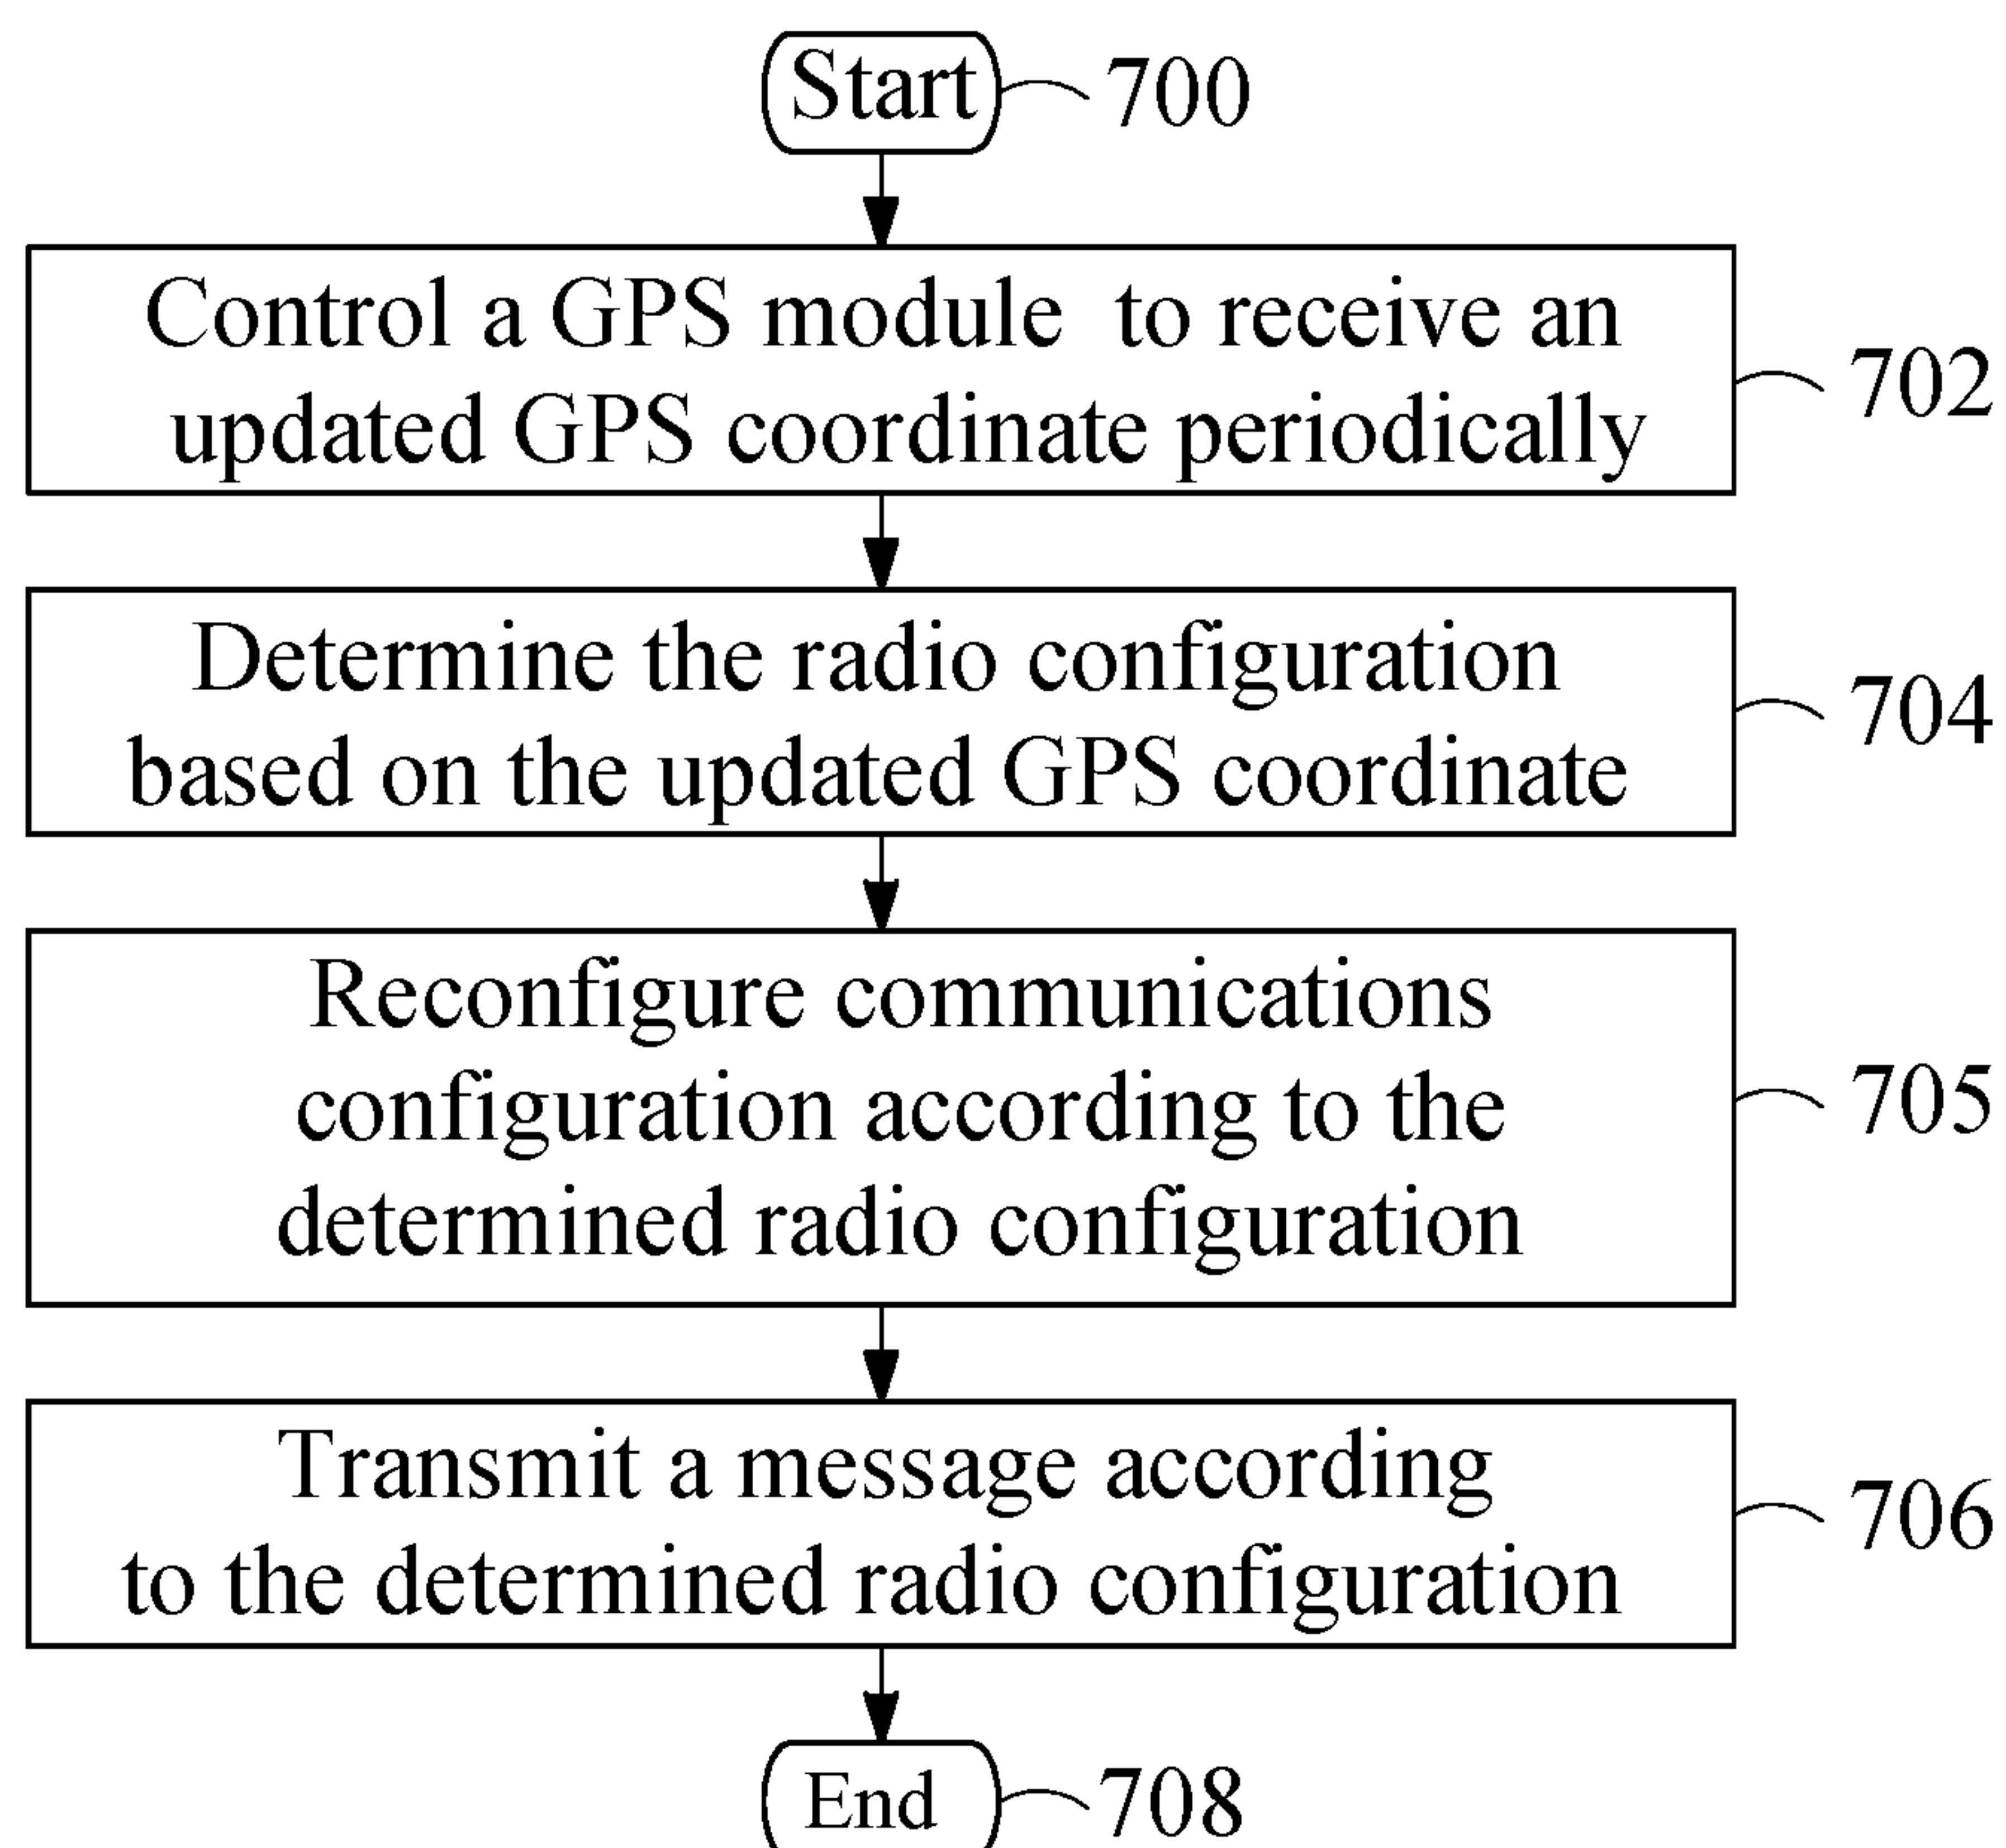 Start 700
Control a GPS module to receive an
updated GPS coordinate periodically
702
Determine the radio configuration
based on the updated GPS coordinate
704
Reconfigure communications
configuration according to the
determined radio configuration
705
Transmit a message according
to the determined radio configuration
706
End 708